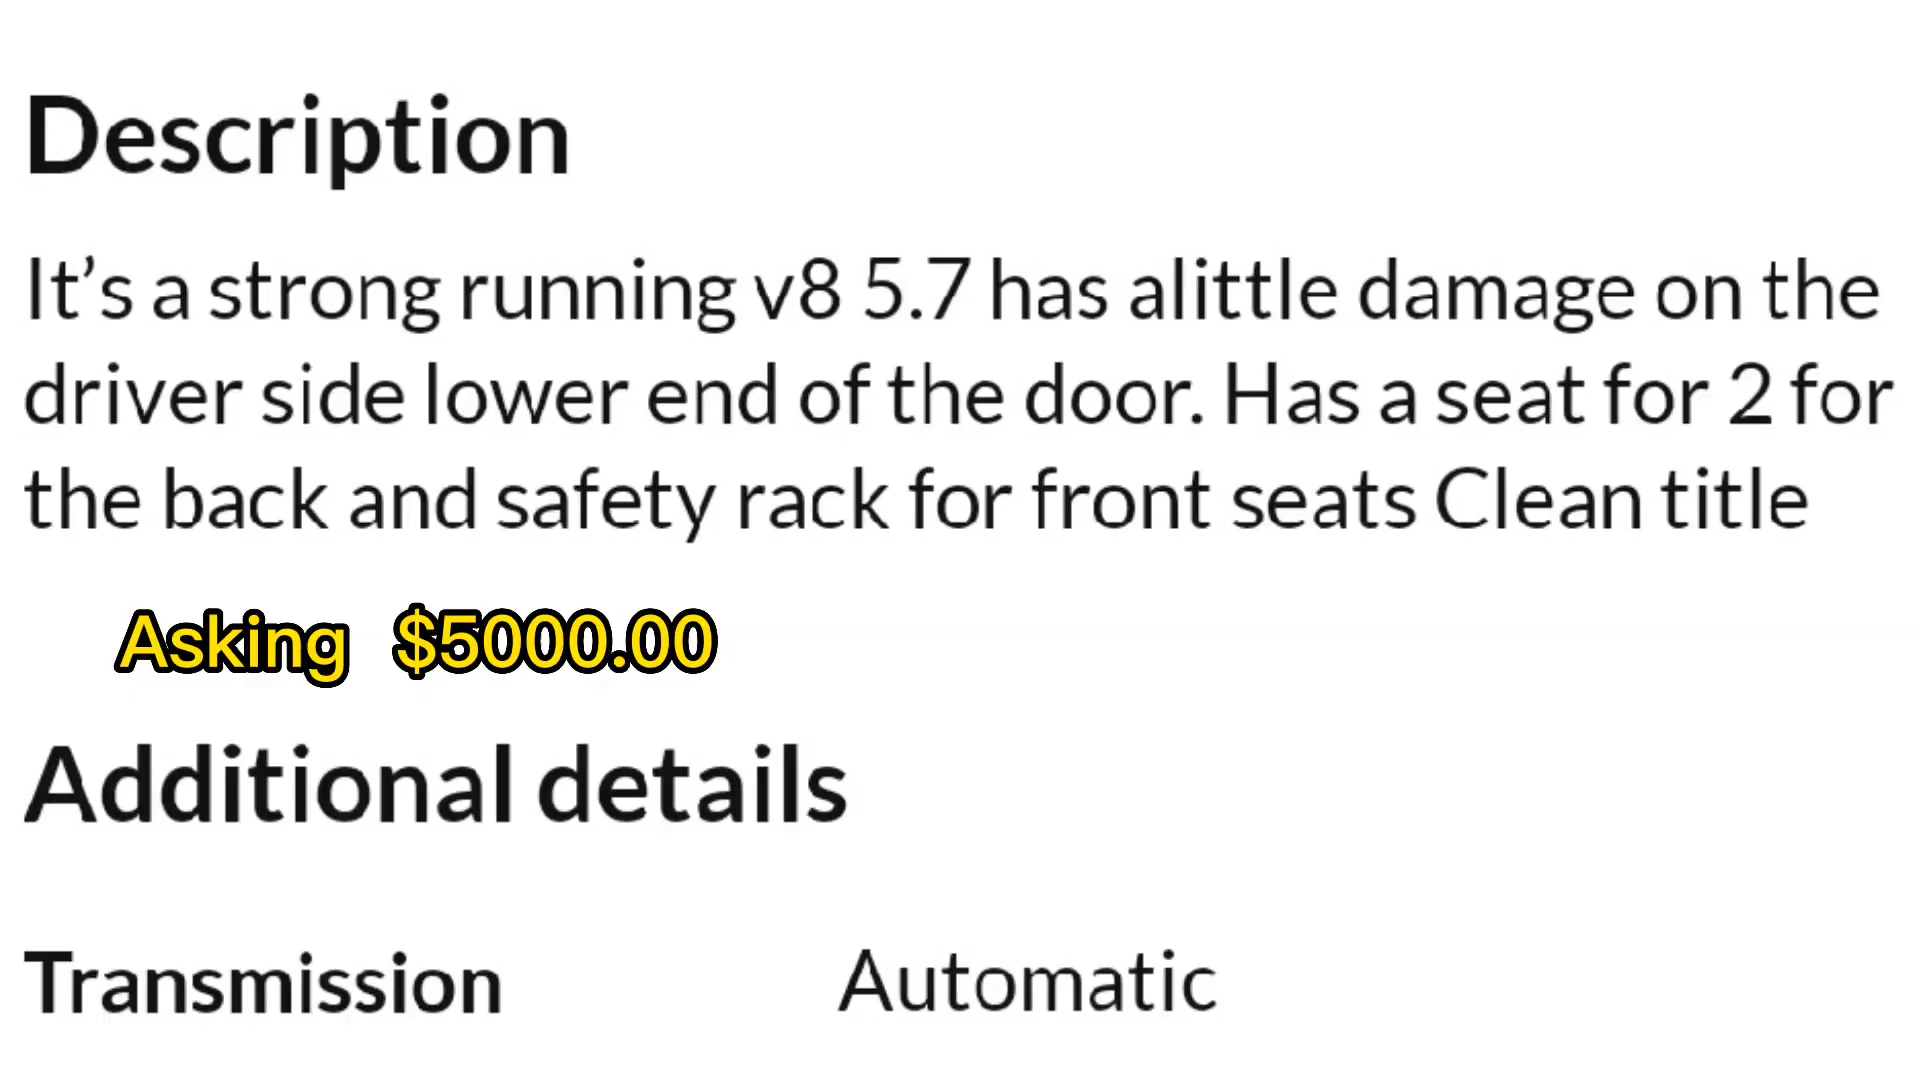 Description
It’s a strong running v8 5.7 has alittle damage on the
driver side lower end of the door. Has a seat for 2 for
the back and safety rack for front seats Clean title
Asking $5000.00
Additional details
Transmission Automatic